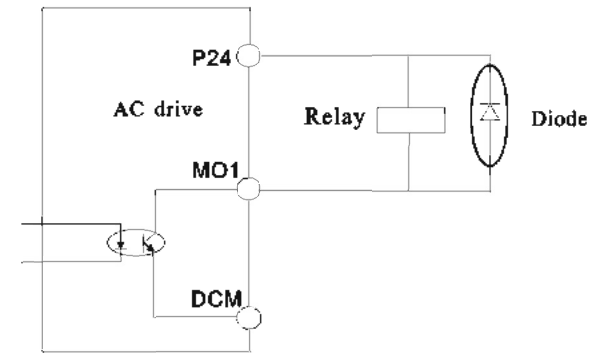 P24
AC drive
Relay
Diode
MO1
DCM